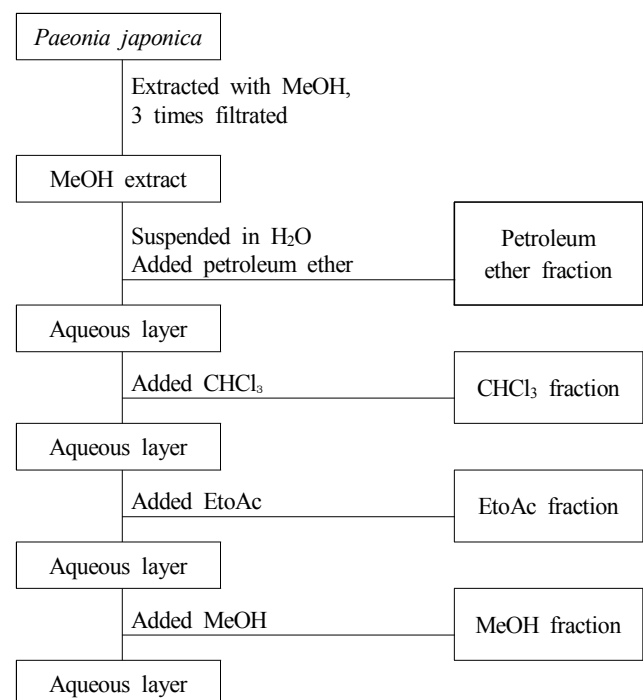 Paeonia japonica
Extracted with MeOH,
3 times filtrated
MeOH extract
Suspended in H₂O
Added petroleum ether
Petroleum
ether fraction
Aqueous layer
Added CHCl₃
CHCl₃ fraction
Aqueous layer
Added EtoAc
EtoAc fraction
Aqueous layer
Added MeOH
MeOH fraction
Aqueous layer